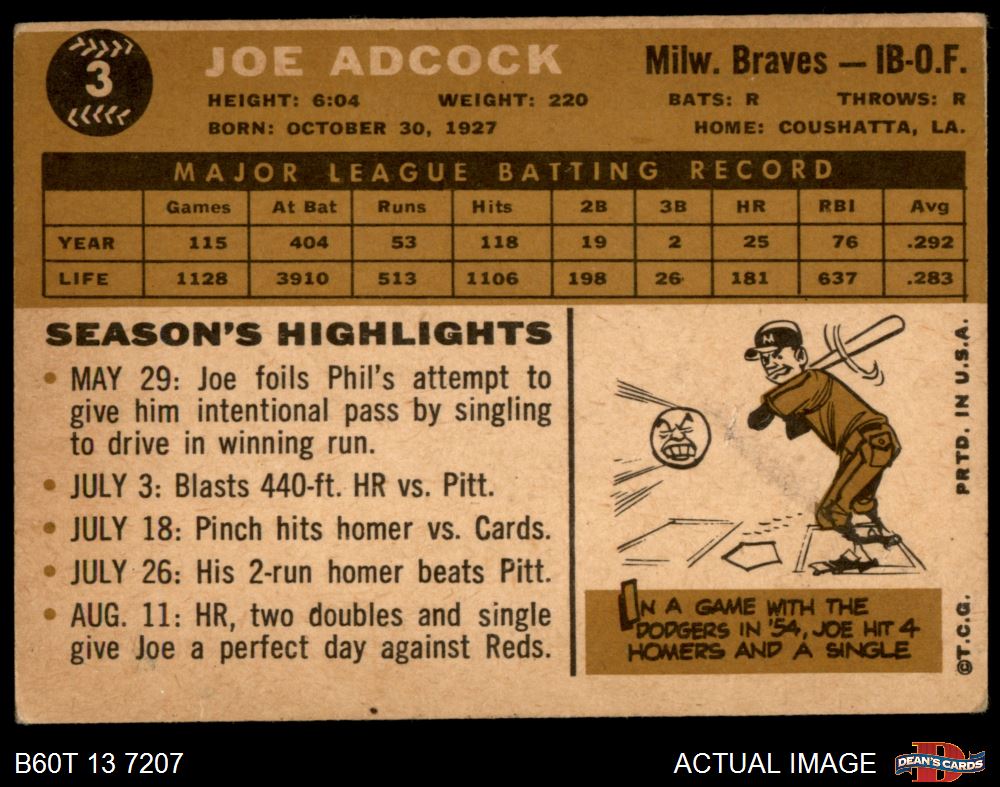 3
JOE ADCOCK
Milw. Braves — IB-O.F.
HEIGHT: 6:04 WEIGHT: 220 BATS: R THROWS: R
BORN: OCTOBER 30, 1927 HOME: COUSHATTA, LA.
MAJOR LEAGUE BATTING RECORD
Games At Bat Runs Hits 2B 3B HR RBI Avg
YEAR 115 404 53 118 19 2 25 76 .292
LIFE 1128 3910 513 1106 198 26 181 637 .283
SEASON'S HIGHLIGHTS
• MAY 29: Joe foils Phil's attempt to
give him intentional pass by singling
to drive in winning run.
• JULY 3: Blasts 440-ft. HR vs. Pitt.
• JULY 18: Pinch hits homer vs. Cards.
• JULY 26: His 2-run homer beats Pitt.
• AUG. 11: HR, two doubles and single
give Joe a perfect day against Reds.
M
IN A GAME WITH THE
DODGERS IN '54, JOE HIT 4
HOMERS AND A SINGLE
©T.C.G. PRTD. IN U.S.A.
B60T 13 7207
ACTUAL IMAGE
D
DEAN'S CARDS